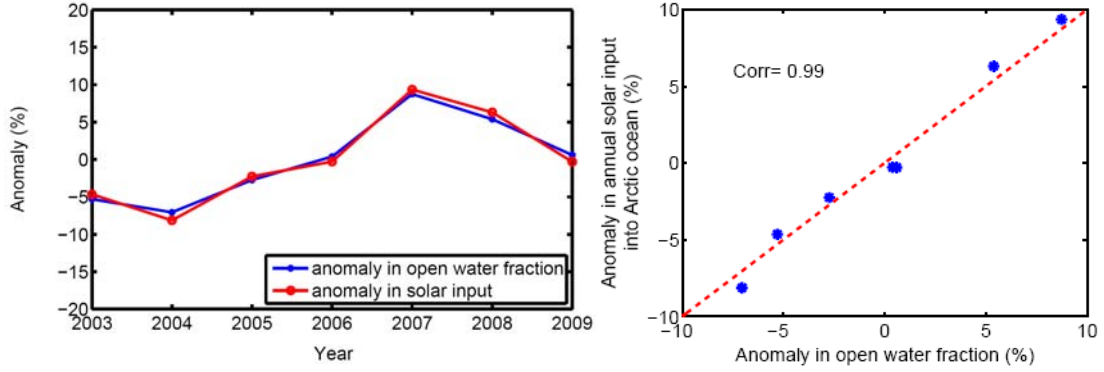 20
15
10
5
0
−5
−10
−15
−20
Anomaly (%)
anomaly in open water fraction
anomaly in solar input
2003 2004 2005 2006 2007 2008 2009
Year
10
5
0
−5
−10
Anomaly in annual solar input
into Arctic ocean (%)
Corr= 0.99
−10 −5 0 5 10
Anomaly in open water fraction (%)